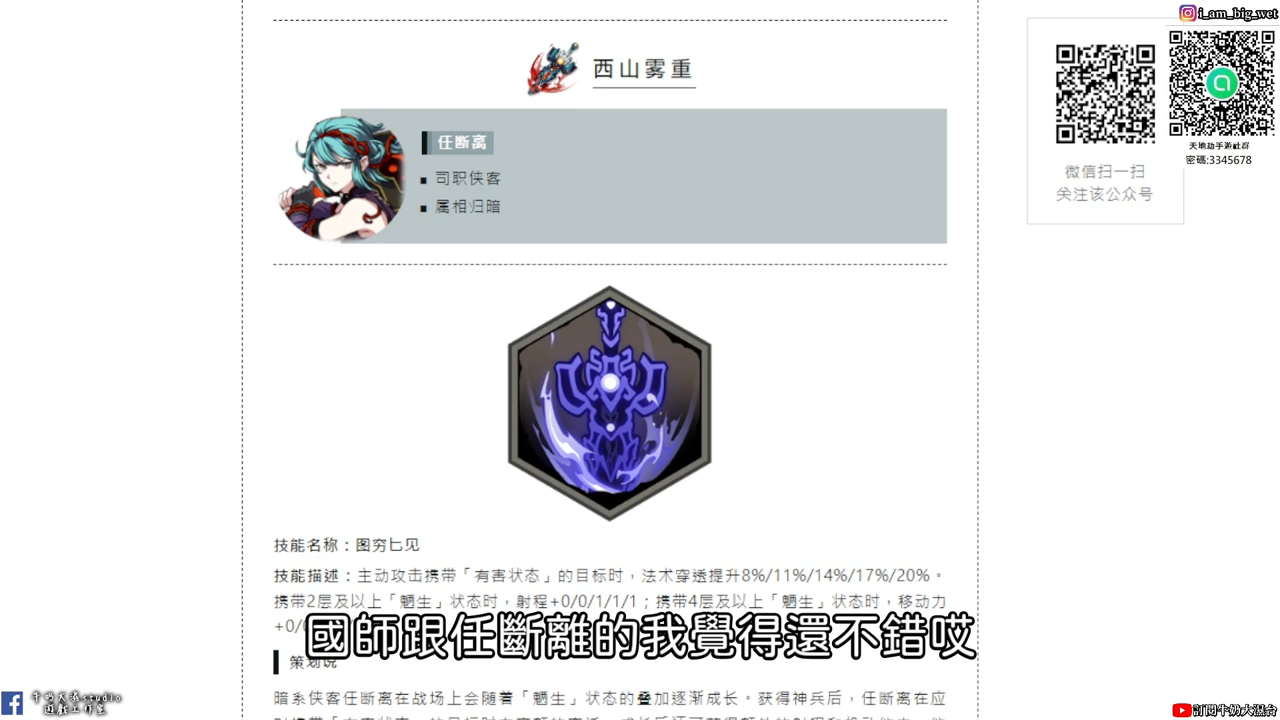 i_am_big_wet
西山雾重
任断离
司职侠客
属相归暗
天地劫手游社群
密碼:3345678
微信扫一扫
关注该公众号
技能名称：图穷匕见
技能描述：主动攻击携带「有害状态」的目标时，法术穿透提升8%/11%/14%/17%/20%。
携带2层及以上「魉生」状态时，射程+0/0/1/1/1；携带4层及以上「魉生」状态时，移动力
+0/0
國師跟任斷離的我覺得還不錯哎
策划说
暗系侠客任断离在战场上会随着「魉生」状态的叠加逐渐成长。获得神兵后，任断离在应